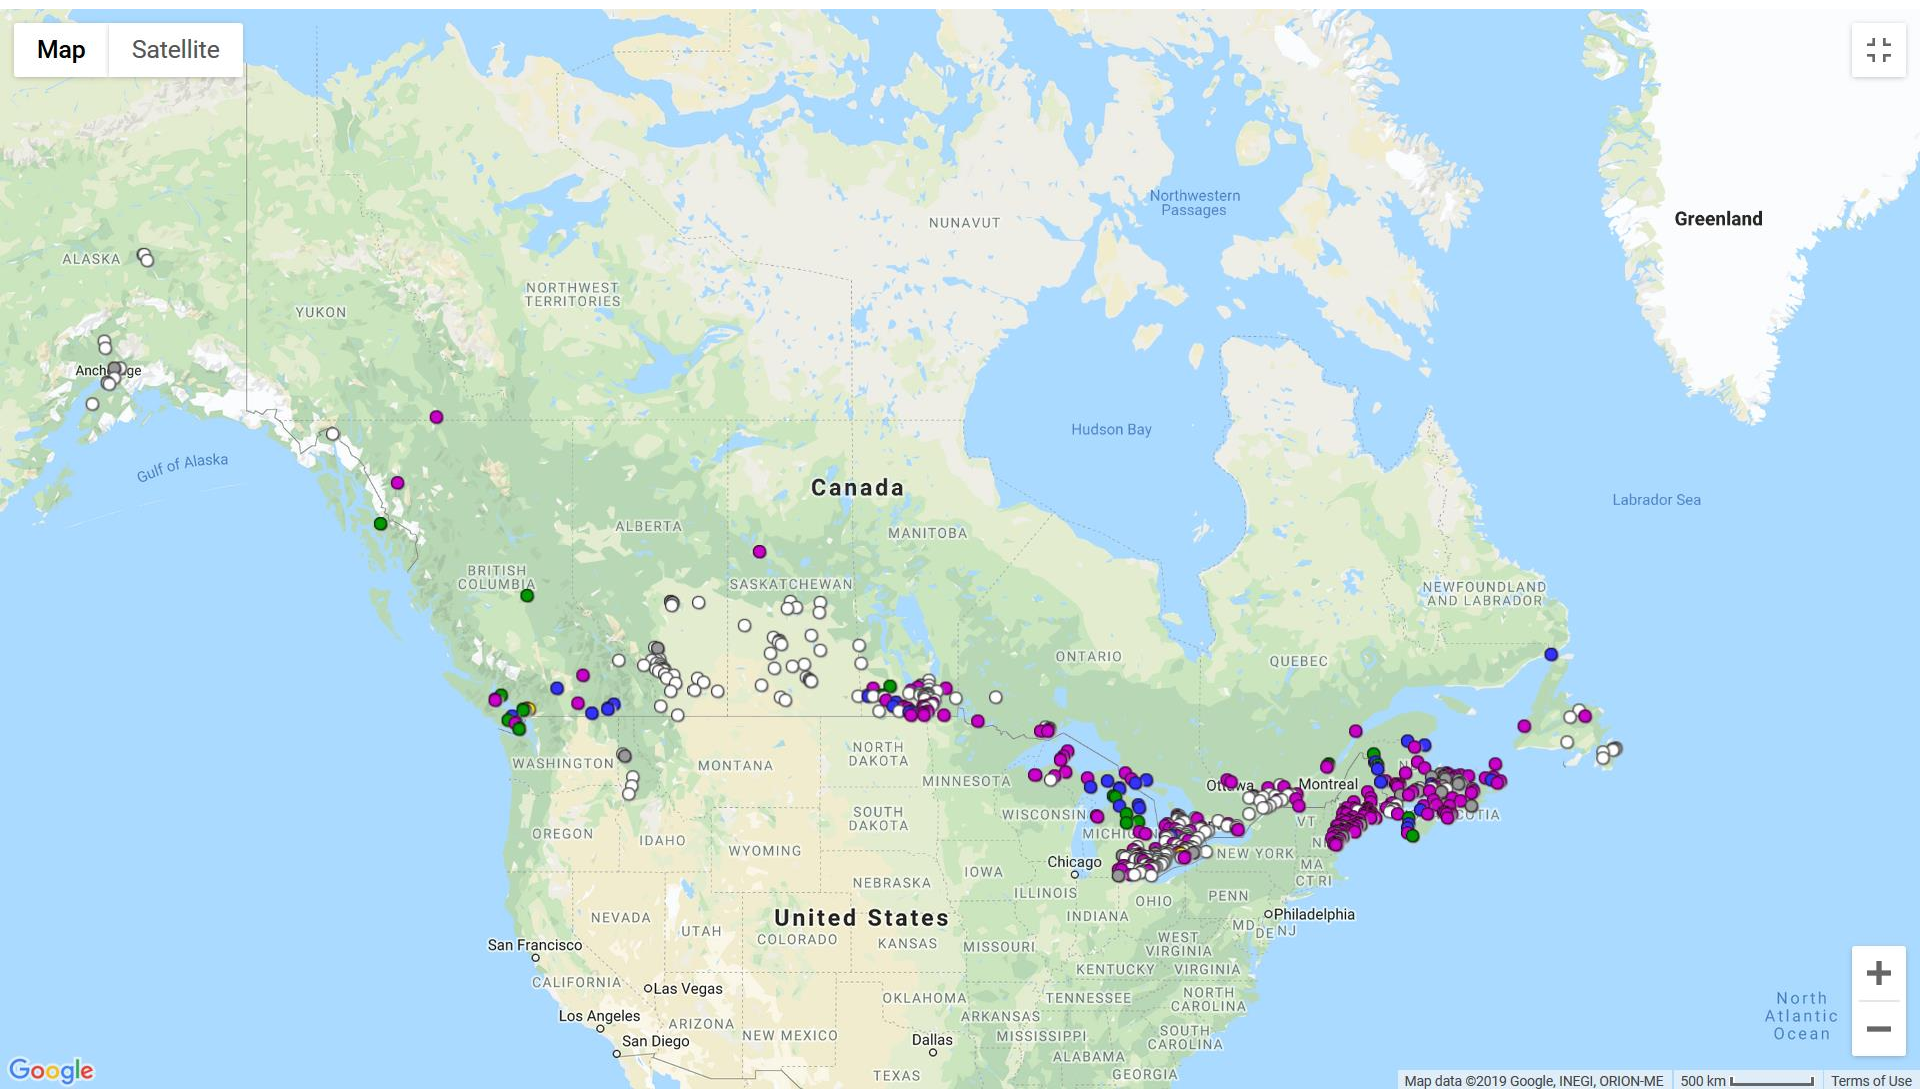 Map
Satellite
Greenland
Northwestern
Passages
NUNAVUT
ALASKA
NORTHWEST
TERRITORIES
YUKON
Hudson Bay
Gulf of Alaska
Canada
Labrador Sea
ALBERTA
MANITOBA
BRITISH
COLUMBIA
SASKATCHEWAN
NEWFOUNDLAND
AND LABRADOR
ONTARIO
QUEBEC
NORTH
DAKOTA
WASHINGTON
MONTANA
MINNESOTA
Montreal
SOUTH
DAKOTA
WISCONSIN
VT
OREGON
IDAHO
WYOMING
Chicago
NEW YORK
MA
CT RI
IOWA
NEBRASKA
ILLINOIS
OHIO
PENN
INDIANA
Philadelphia
United States
NEVADA
UTAH
COLORADO
KANSAS
MISSOURI
WEST
VIRGINIA
MD
DE
NJ
San Francisco
KENTUCKY
VIRGINIA
CALIFORNIA
Las Vegas
OKLAHOMA
TENNESSEE
NORTH
CAROLINA
Los Angeles
ARIZONA
NEW MEXICO
ARKANSAS
MISSISSIPPI
SOUTH
CAROLINA
San Diego
Dallas
ALABAMA
TEXAS
GEORGIA
North
Atlantic
Ocean
Google
Map data ©2019 Google, INEGI, ORION-ME
500 km
Terms of Use